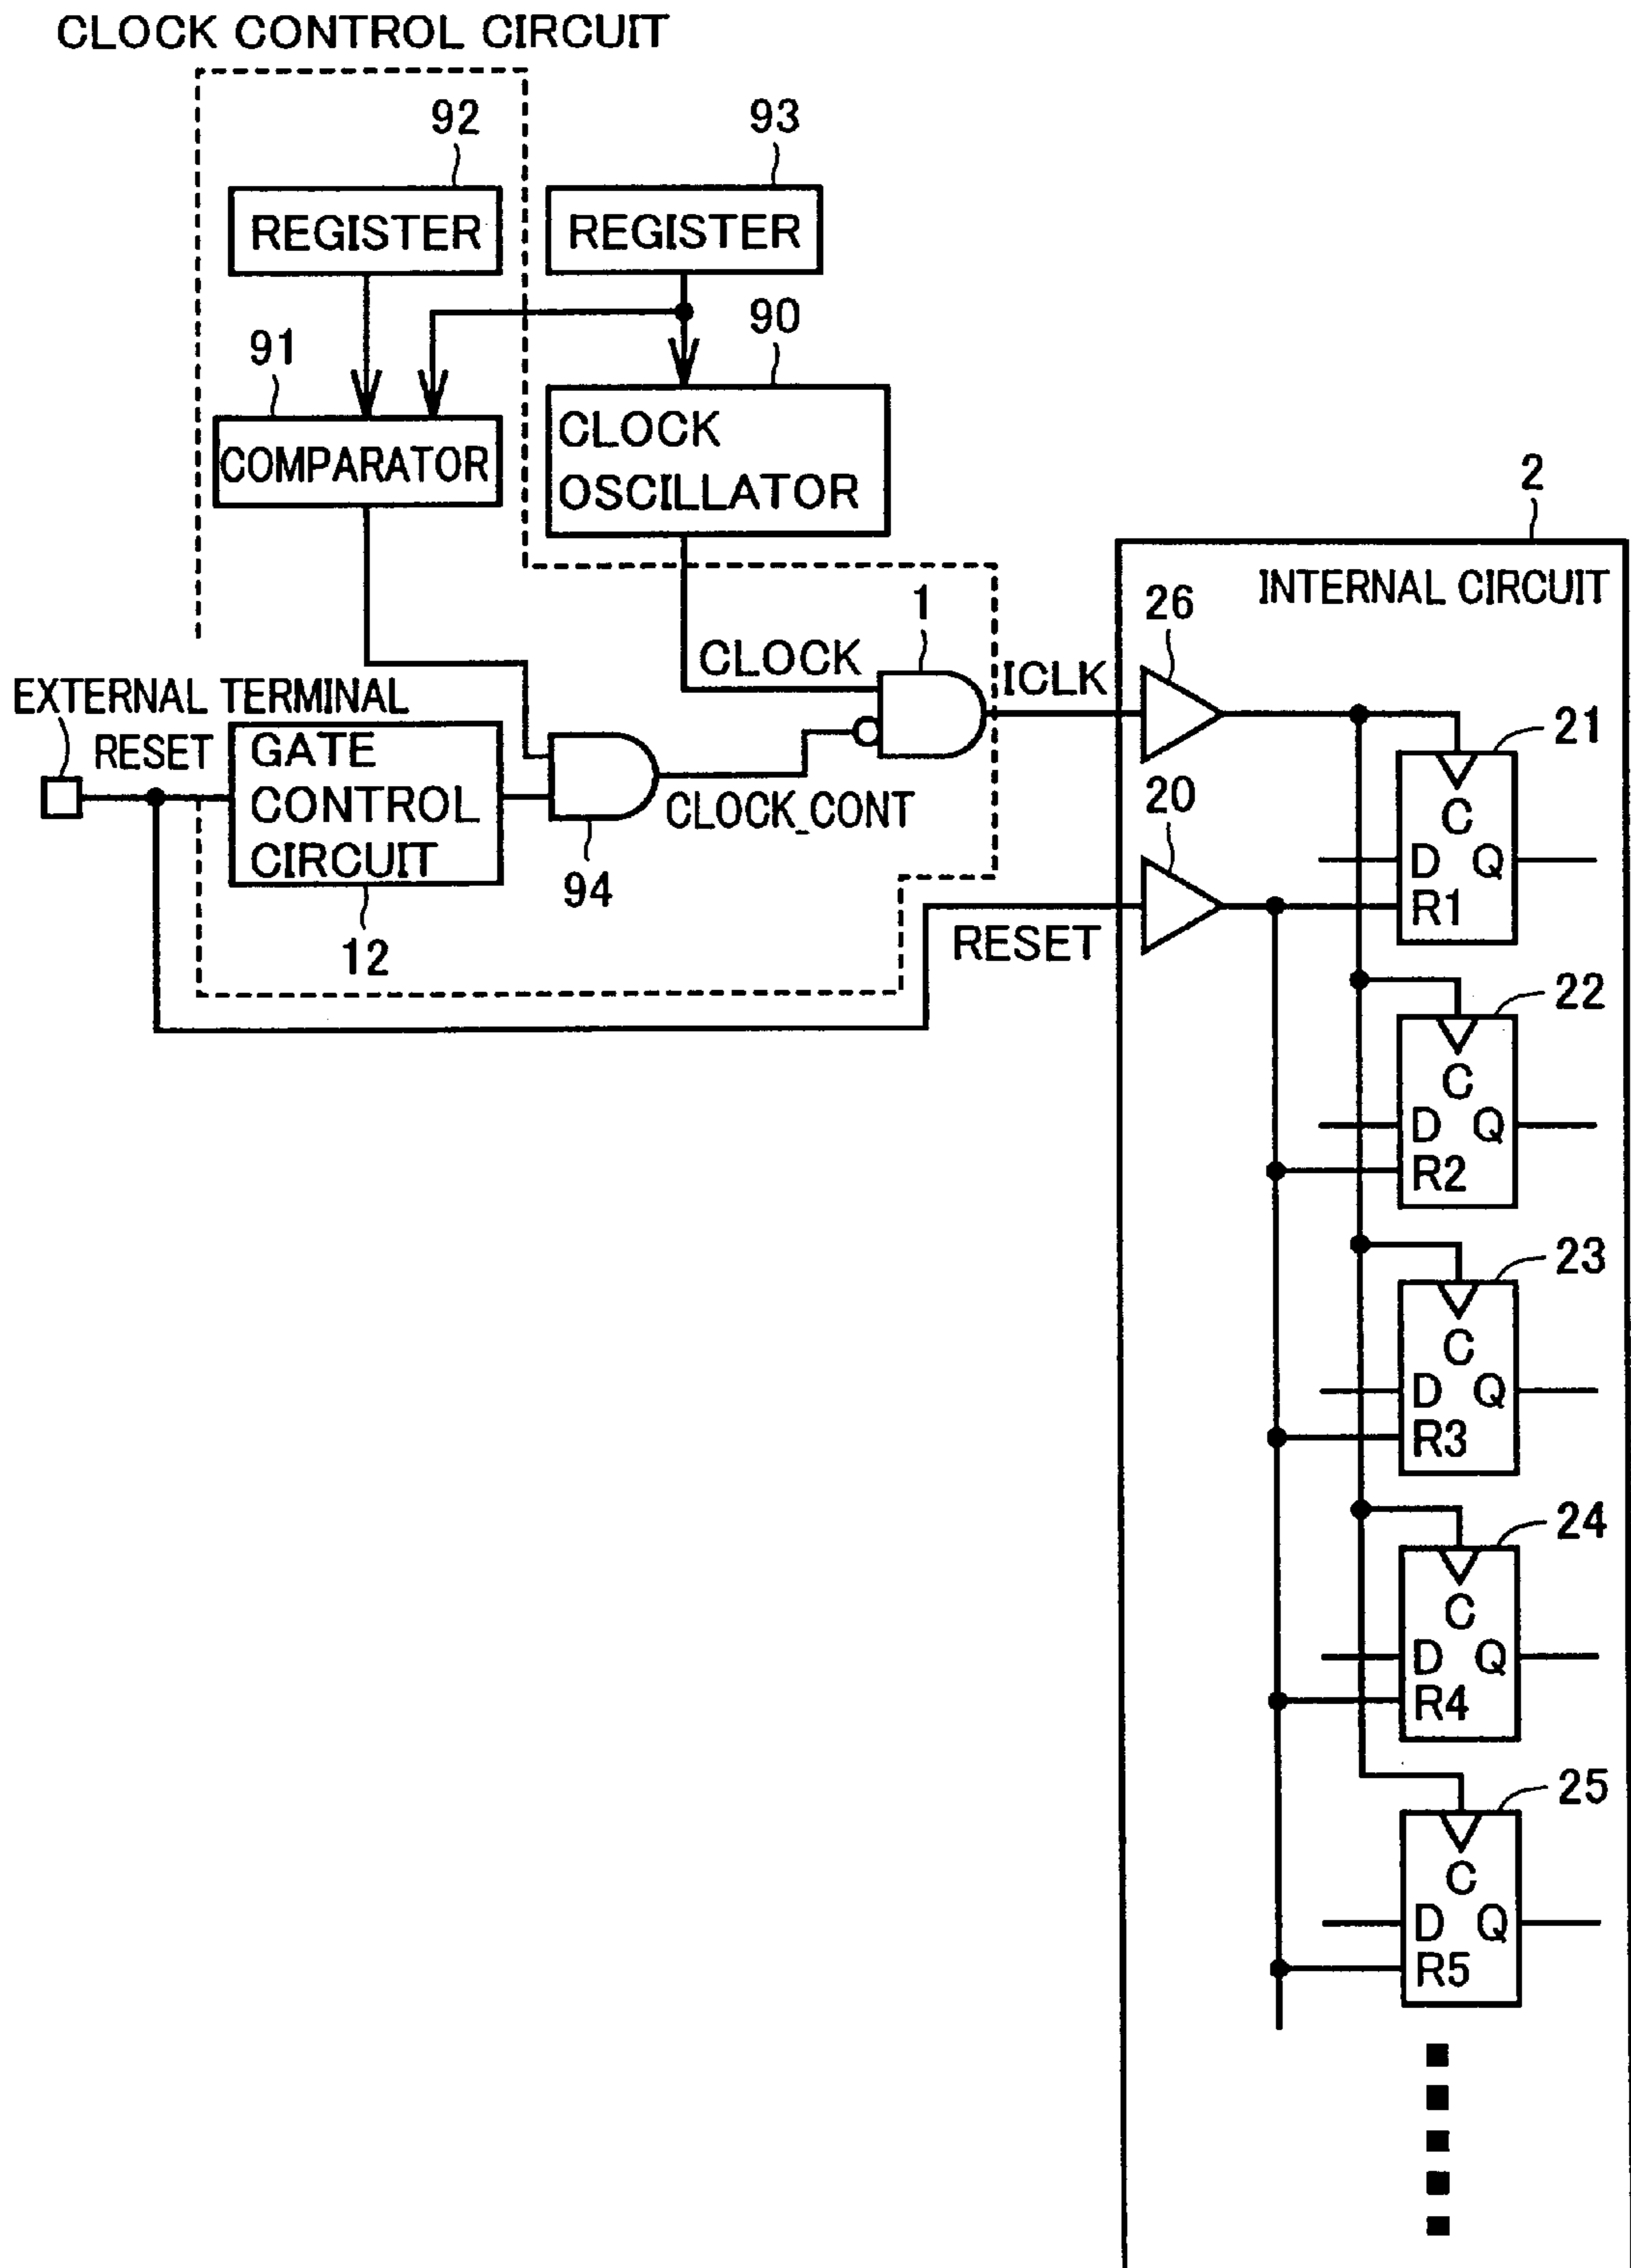 CLOCK CONTROL CIRCUIT
92
93
REGISTER
REGISTER
91
90
COMPARATOR
CLOCK
OSCILLATOR
2
INTERNAL CIRCUIT
1
26
CLOCK
ICLK
EXTERNAL TERMINAL
RESET
GATE
CONTROL
CIRCUIT
CLOCK_CONT
94
12
20
RESET
21
C
D Q
R1
22
C
D Q
R2
23
C
D Q
R3
24
C
D Q
R4
25
C
D Q
R5